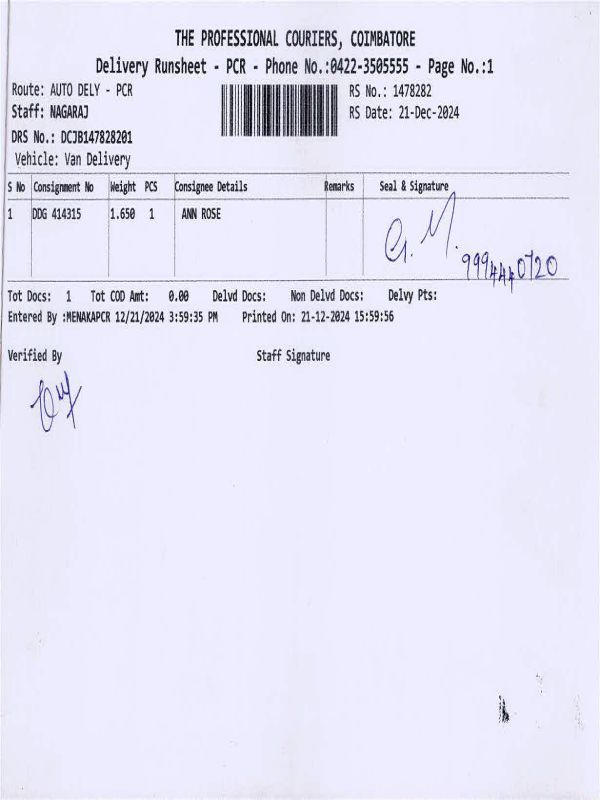 THE PROFESSIONAL COURIERS, COIMBATORE
Delivery Runsheet - PCR - Phone No.:0422-3505555 - Page No.:1
Route: AUTO DELY - PCR RS No.: 1478282
Staff: NAGARAJ RS Date: 21-Dec-2024
DRS No.: DCJB147828201
Vehicle: Van Delivery
S No Consignment No Weight PCS Consignee Details Remarks Seal & Signature
1 DDG 414315 1.650 1 ANN ROSE
G. M.
9994440720
Tot Docs: 1 Tot COD Amt: 0.00 Delvd Docs: Non Delvd Docs: Delvy Pts:
Entered By :MENAKAPCR 12/21/2024 3:59:35 PM Printed On: 21-12-2024 15:59:56
Verified By Staff Signature